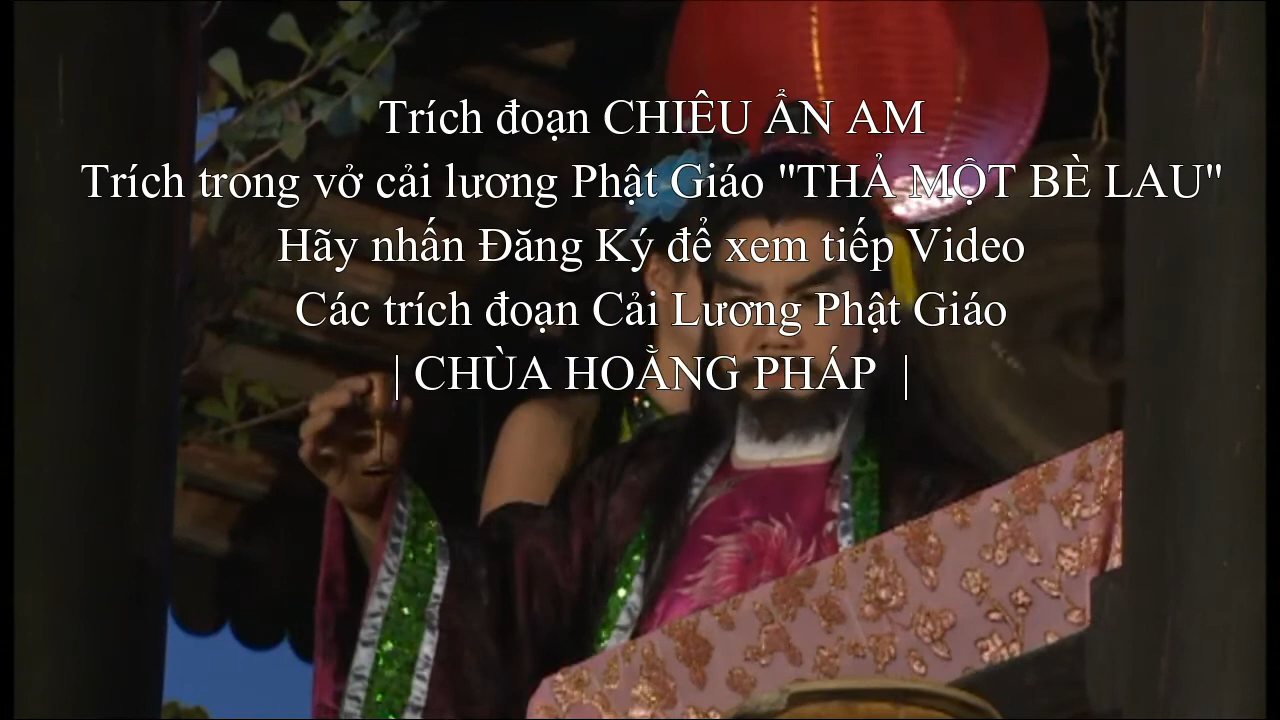 Trích đoạn CHIÊU ẨN AM
Trích trong vở cải lương Phật Giáo "THẢ MỘT BÈ LAU"
Hãy nhấn Đăng Ký để xem tiếp Video
Các trích đoạn Cải Lương Phật Giáo
| CHÙA HOẰNG PHÁP |